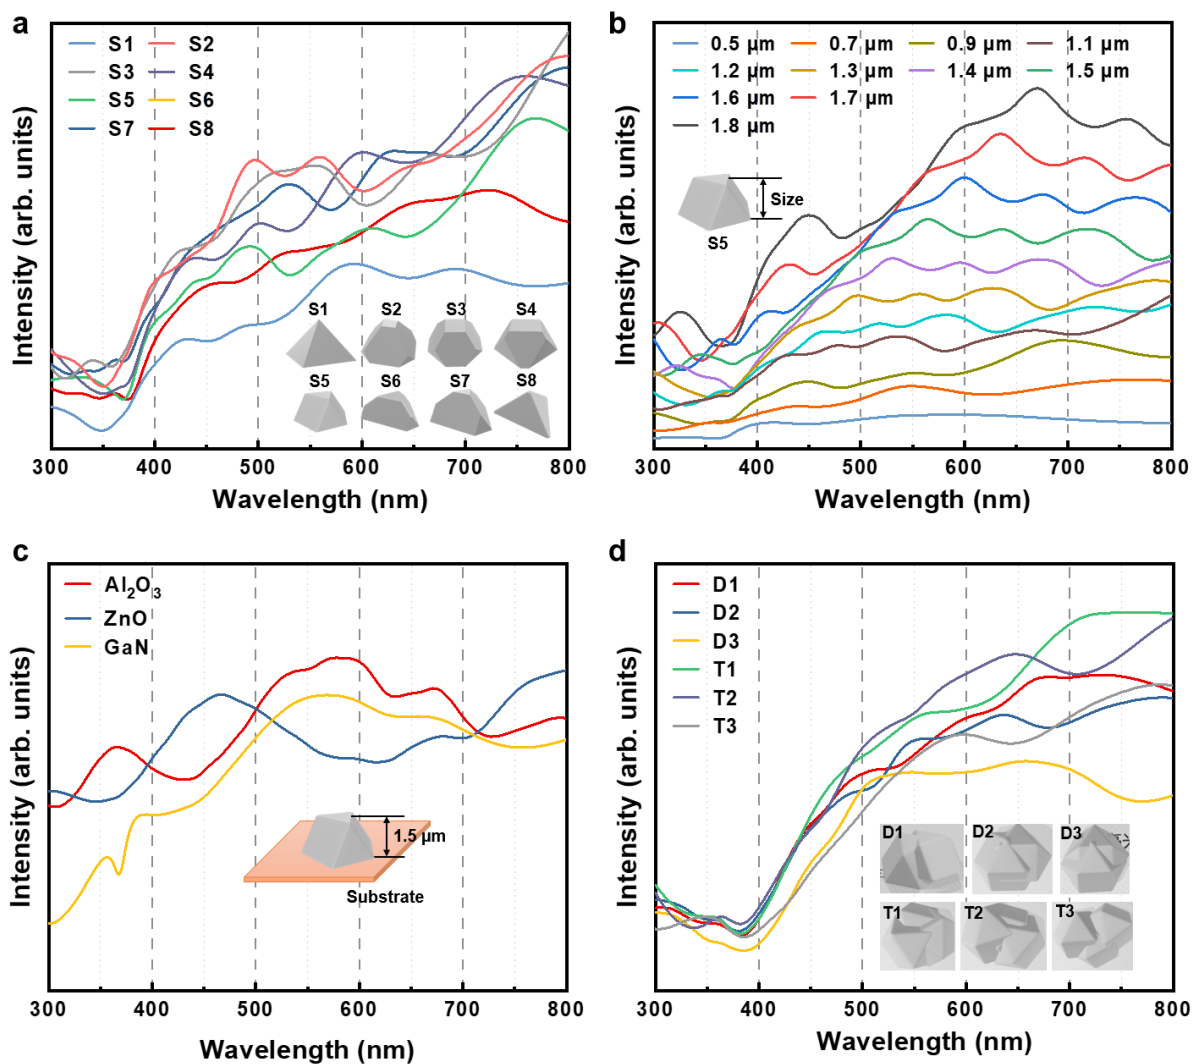 a
S1 S2
S3 S4
S5 S6
S7 S8
Intensity (arb. units)
S1 S2 S3 S4
S5 S6 S7 S8
300 400 500 600 700 800
Wavelength (nm)
b
0.5 µm 0.7 µm 0.9 µm 1.1 µm
1.2 µm 1.3 µm 1.4 µm 1.5 µm
1.6 µm 1.7 µm
1.8 µm
Intensity (arb. units)
Size
S5
300 400 500 600 700 800
Wavelength (nm)
c
Al₂O₃
ZnO
GaN
Intensity (arb. units)
1.5 µm
Substrate
300 400 500 600 700 800
Wavelength (nm)
d
D1
D2
D3
T1
T2
T3
Intensity (arb. units)
D1 D2 D3
T1 T2 T3
300 400 500 600 700 800
Wavelength (nm)